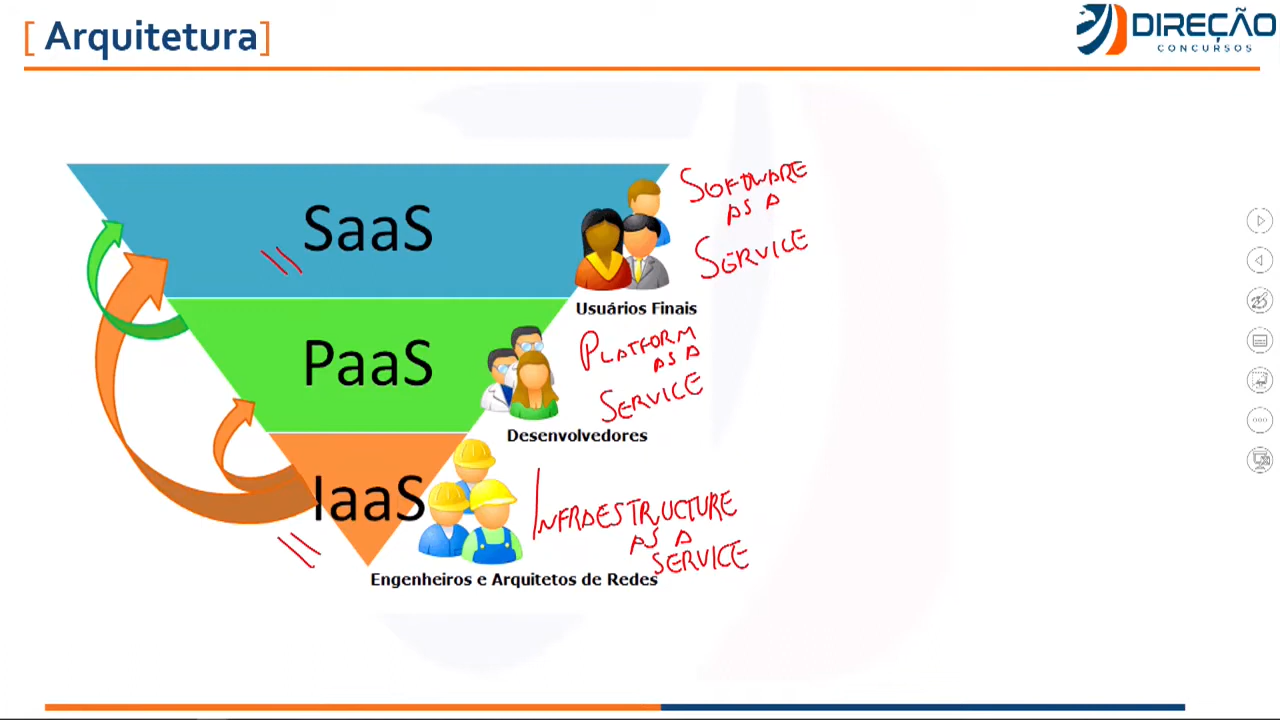 [ Arquitetura]
DIREÇÃO
CONCURSOS
SaaS
SOFTWARE
AS A
SERVICE
Usuários Finais
PaaS
PLATFORM
AS A
SERVICE
Desenvolvedores
IaaS
INFRAESTRUCTURE
AS A
SERVICE
Engenheiros e Arquitetos de Redes